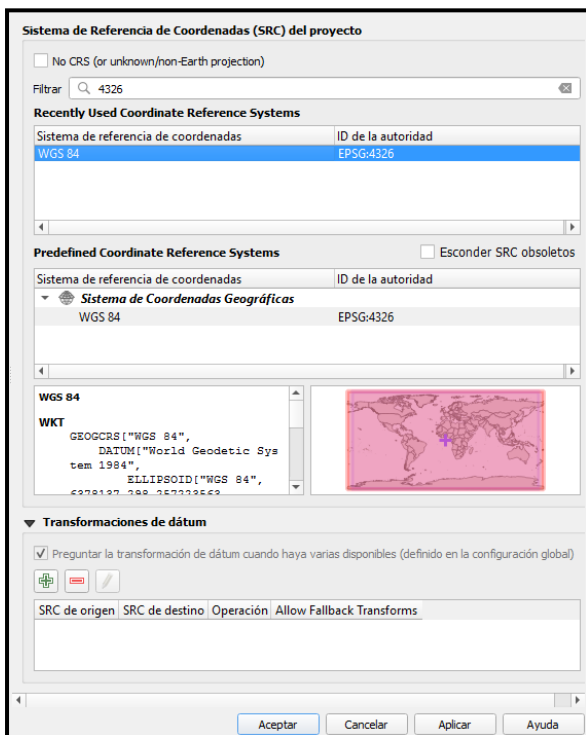 Sistema de Referencia de Coordenadas (SRC) del proyecto
No CRS (or unknown/non-Earth projection)
Filtrar 4326
Recently Used Coordinate Reference Systems
Sistema de referencia de coordenadas ID de la autoridad
WGS 84 EPSG:4326
Predefined Coordinate Reference Systems Esconder SRC obsoletos
Sistema de referencia de coordenadas ID de la autoridad
Sistema de Coordenadas Geográficas
WGS 84 EPSG:4326
WGS 84
WKT
GEOGCRS["WGS 84",
DATUM["World Geodetic Sys
tem 1984",
ELLIPSOID["WGS 84",
6378137,298.257223563
Transformaciones de dátum
Preguntar la transformación de dátum cuando haya varias disponibles (definido en la configuración global)
SRC de origen SRC de destino Operación Allow Fallback Transforms
Aceptar Cancelar Aplicar Ayuda